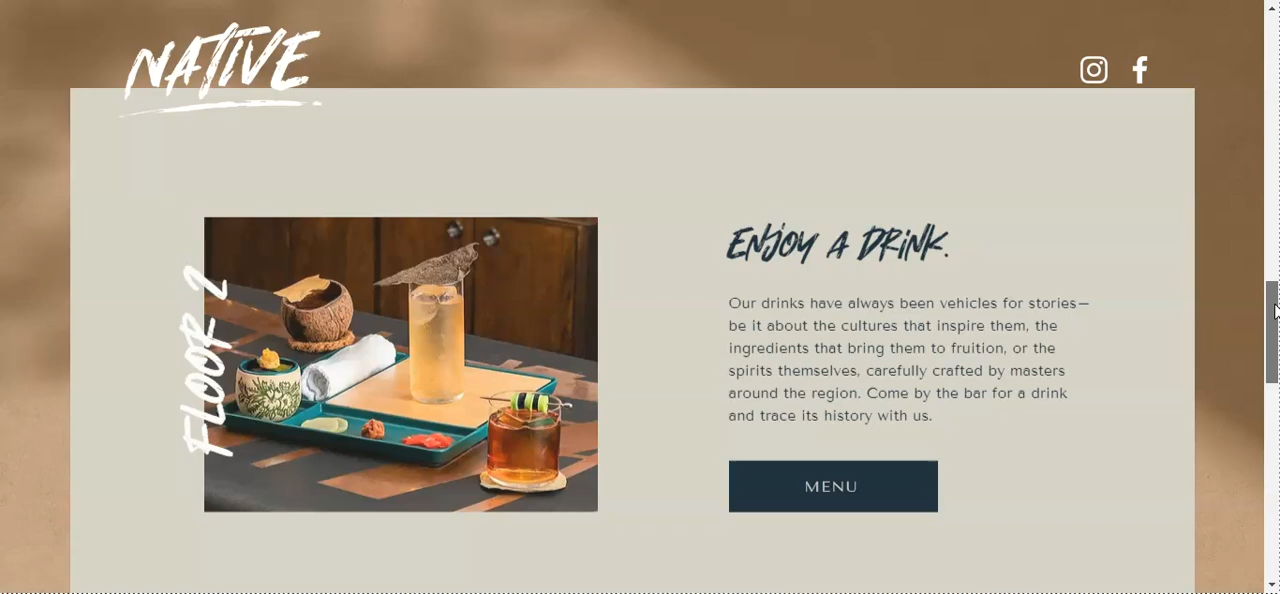 NATIVE
FLOOR 2
ENJOY A DRINK.
Our drinks have always been vehicles for stories—
be it about the cultures that inspire them, the
ingredients that bring them to fruition, or the
spirits themselves, carefully crafted by masters
around the region. Come by the bar for a drink
and trace its history with us.
MENU